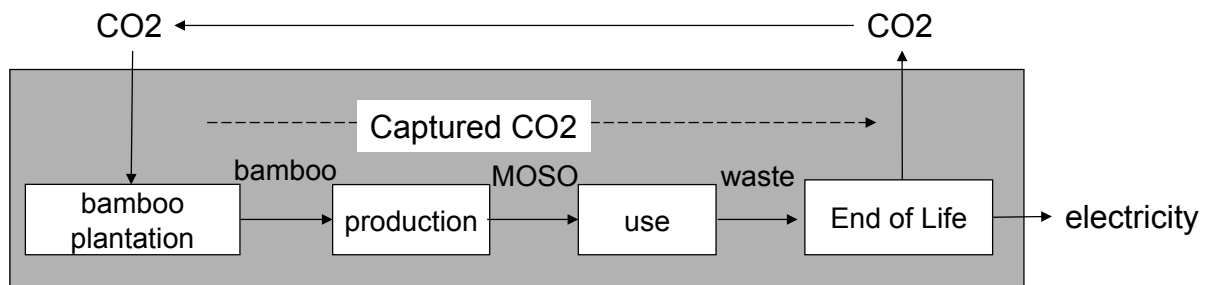 CO2
CO2
Captured CO2
bamboo
MOSO
waste
bamboo
plantation
production
use
End of Life
electricity